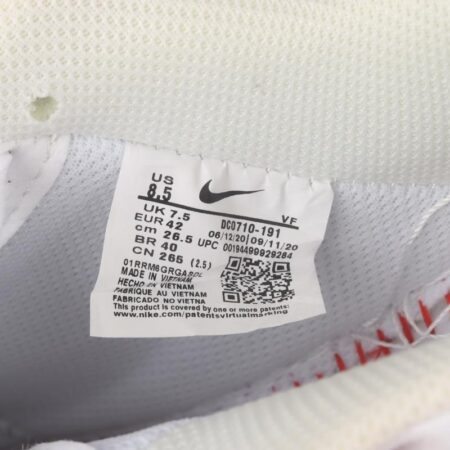 US
8.5
UK 7.5
EUR 42
cm 26.5
BR 40
CN 265 (2.5)
DC0710-191 VF
06/12/20 | 09/11/20
UPC 00194499929284
MADE IN VIETNAM
HECHO EN VIETNAM
FABRIQUE AU VIETNAM
FABRICADO NO VIETNAM
This product is covered by one or more patents.
www.nike.com/patentsvirtualmarking